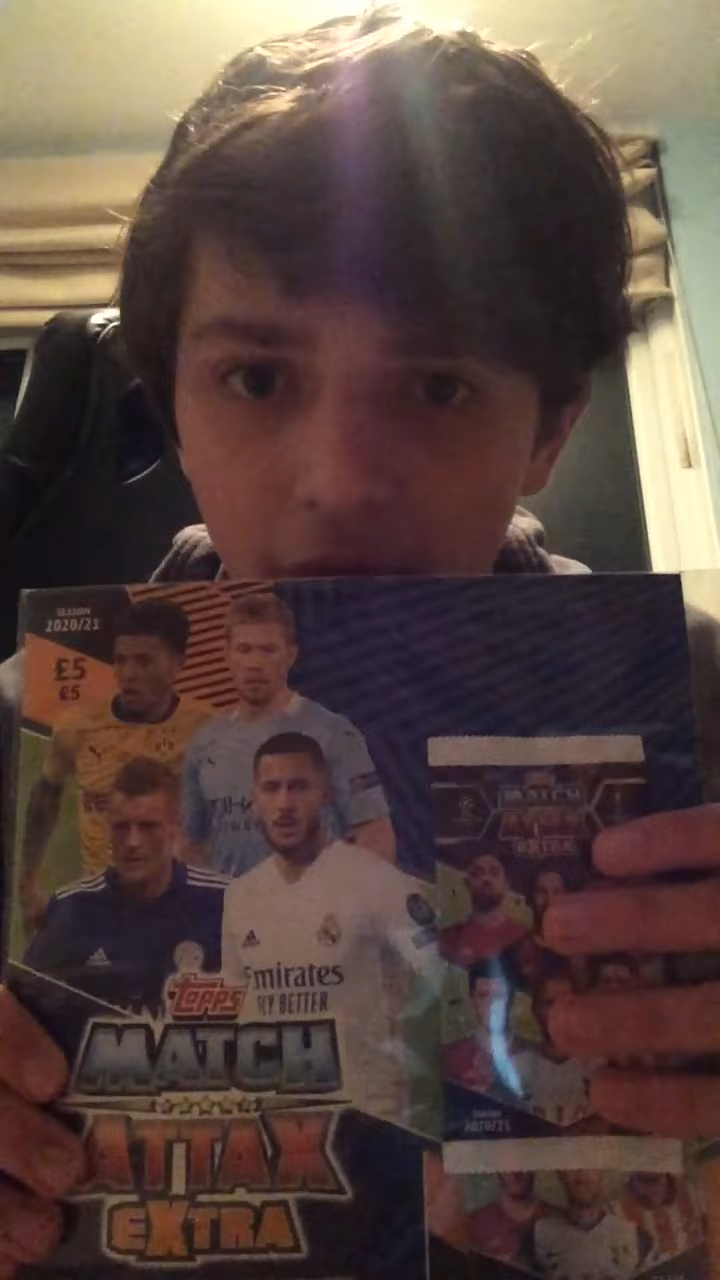 SEASON
2020/21
£5
€5
Emirates
FLY BETTER
Topps
MATCH
ATTAX
EXTRA
MATCH
ATTAX
EXTRA